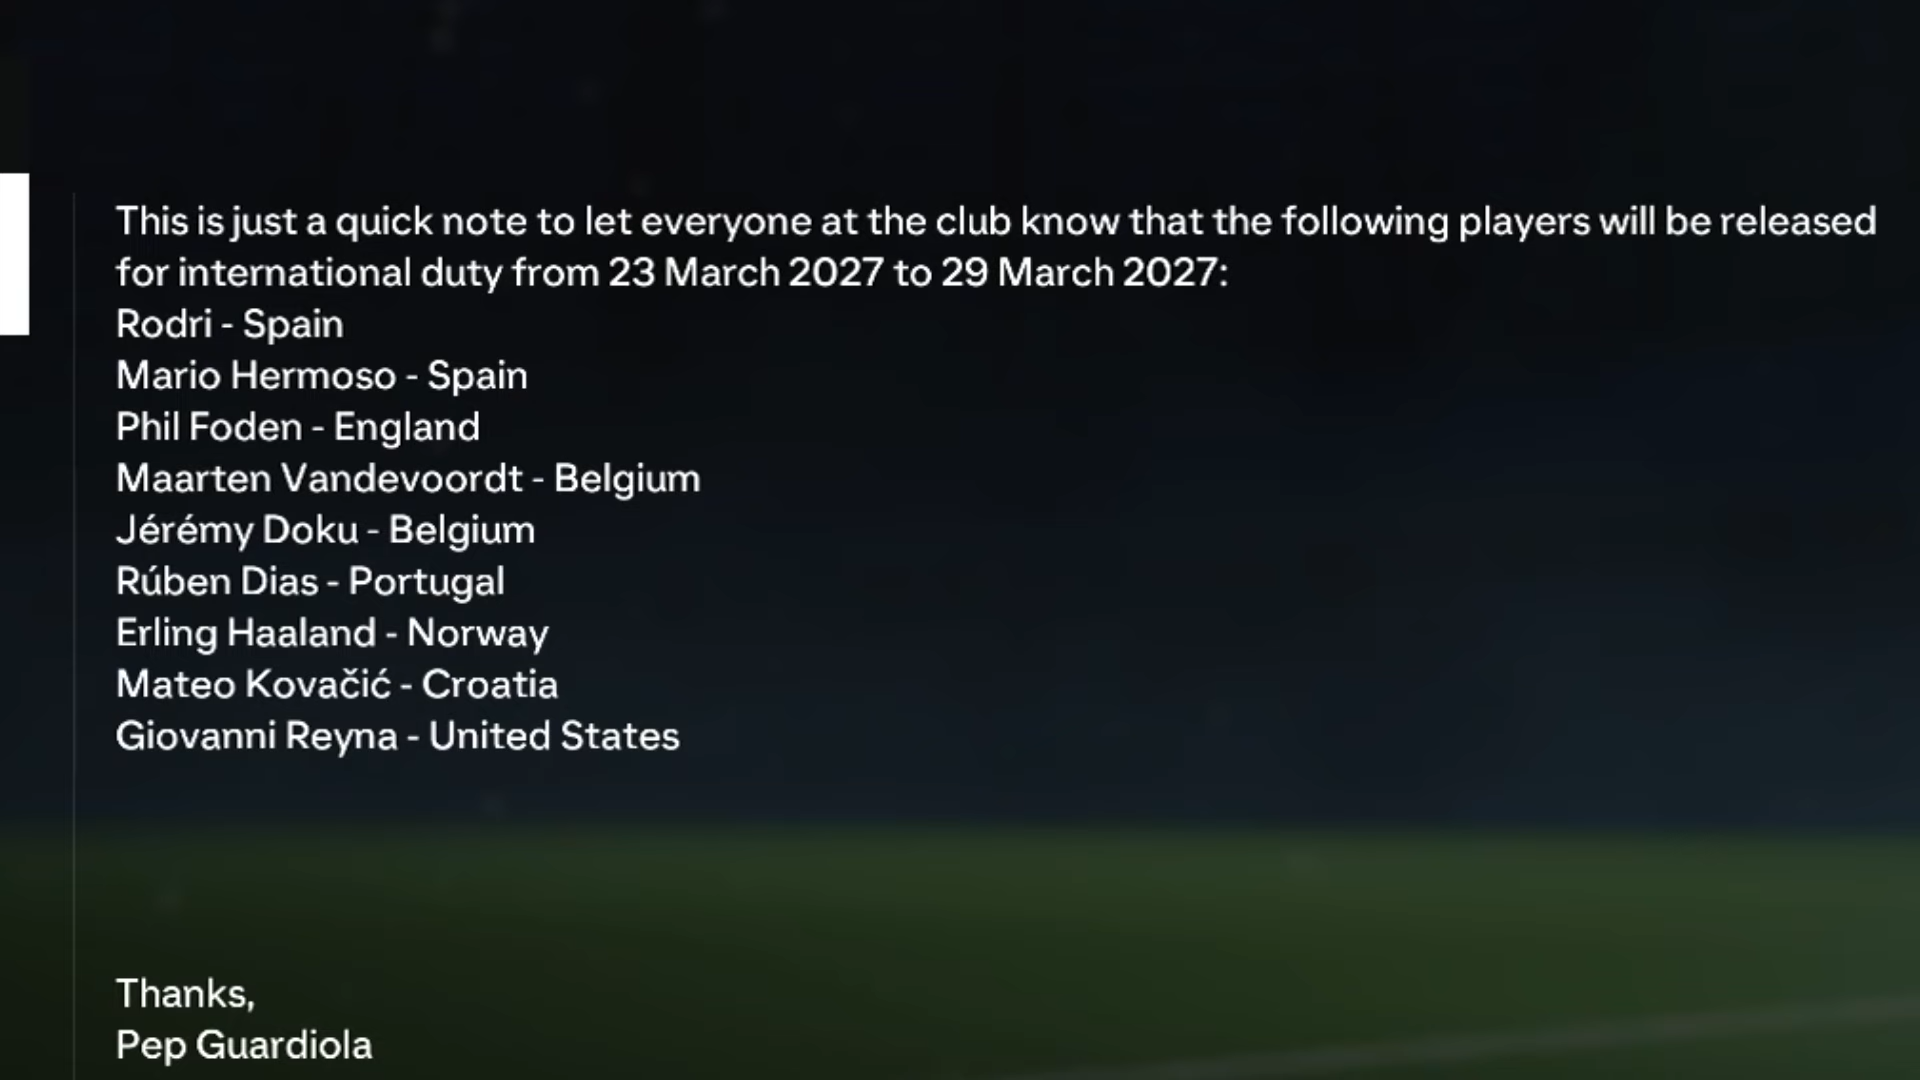 This is just a quick note to let everyone at the club know that the following players will be released
for international duty from 23 March 2027 to 29 March 2027:
Rodri - Spain
Mario Hermoso - Spain
Phil Foden - England
Maarten Vandevoordt - Belgium
Jérémy Doku - Belgium
Rúben Dias - Portugal
Erling Haaland - Norway
Mateo Kovačić - Croatia
Giovanni Reyna - United States
Thanks,
Pep Guardiola